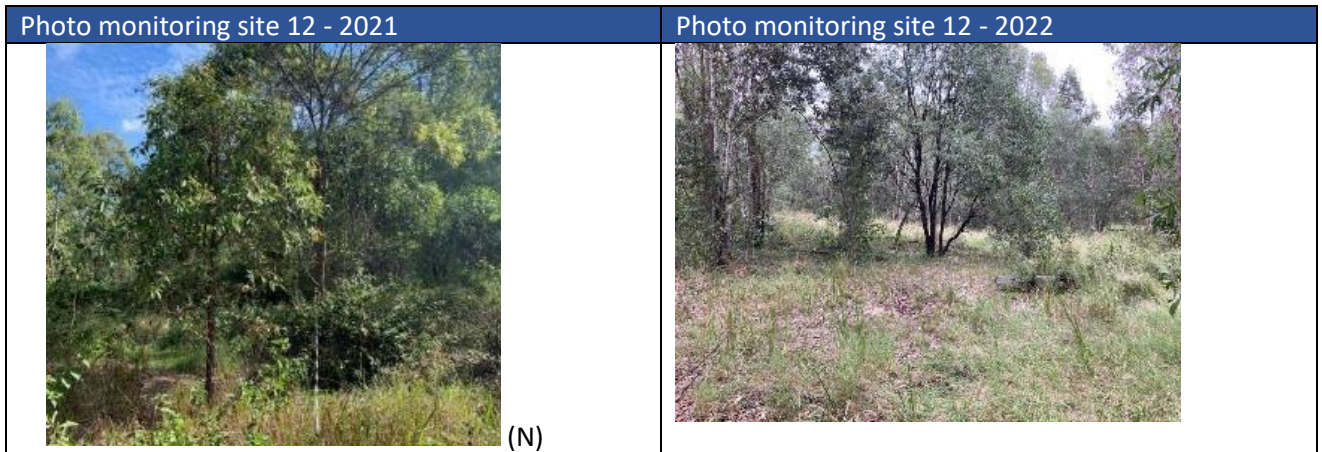 Photo monitoring site 12 - 2021
Photo monitoring site 12 - 2022
(N)